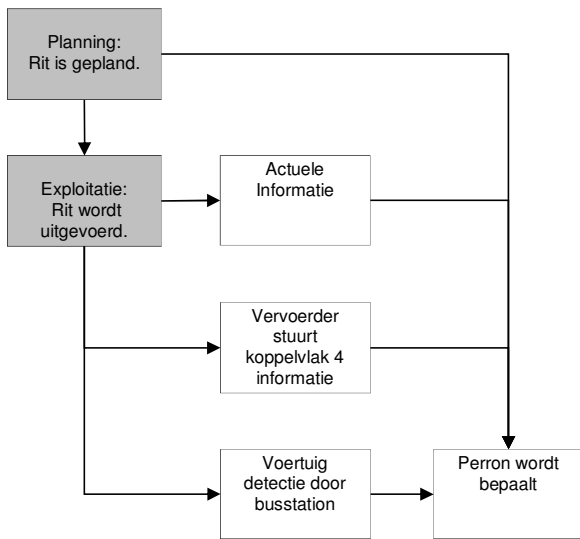 Planning:
Rit is gepland.
Exploitatie:
Rit wordt
uitgevoerd.
Actuele
Informatie
Vervoerder
stuurt
koppelvlak 4
informatie
Voertuig
detectie door
busstation
Perron wordt
bepaalt